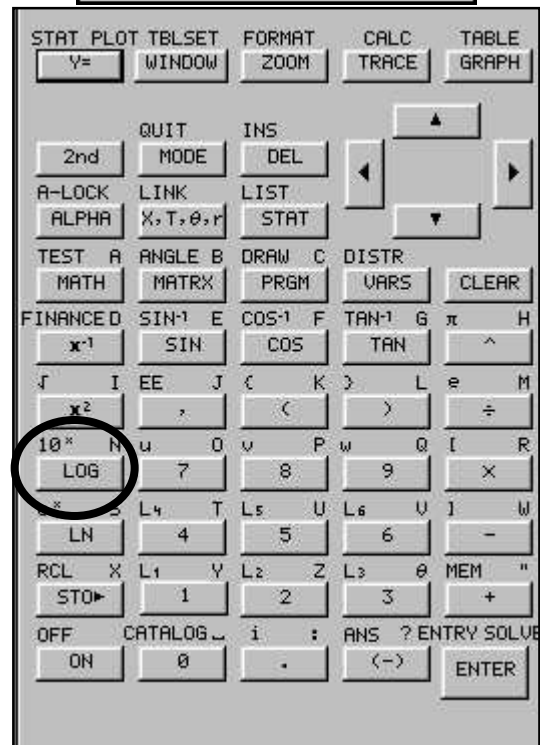 STAT PLOT TBLSET FORMAT CALC TABLE
Y= WINDOW ZOOM TRACE GRAPH
QUIT INS
2nd MODE DEL
A-LOCK LINK LIST
ALPHA X,T,θ,r STAT
TEST A ANGLE B DRAW C DISTR
MATH MATRX PRGM VARS CLEAR
FINANCE D SIN⁻¹ E COS⁻¹ F TAN⁻¹ G π H
x⁻¹ SIN COS TAN ^
√ I EE J { K } L e M
x² , ( ) ÷
10ˣ N u O v P w Q [ R
LOG 7 8 9 ×
ˣ S L4 T L5 U L6 V ] W
LN 4 5 6 −
RCL X L1 Y L2 Z L3 θ MEM "
STO► 1 2 3 +
OFF CATALOG ⎵ i : ANS ? ENTRY SOLVE
ON 0 . (-) ENTER